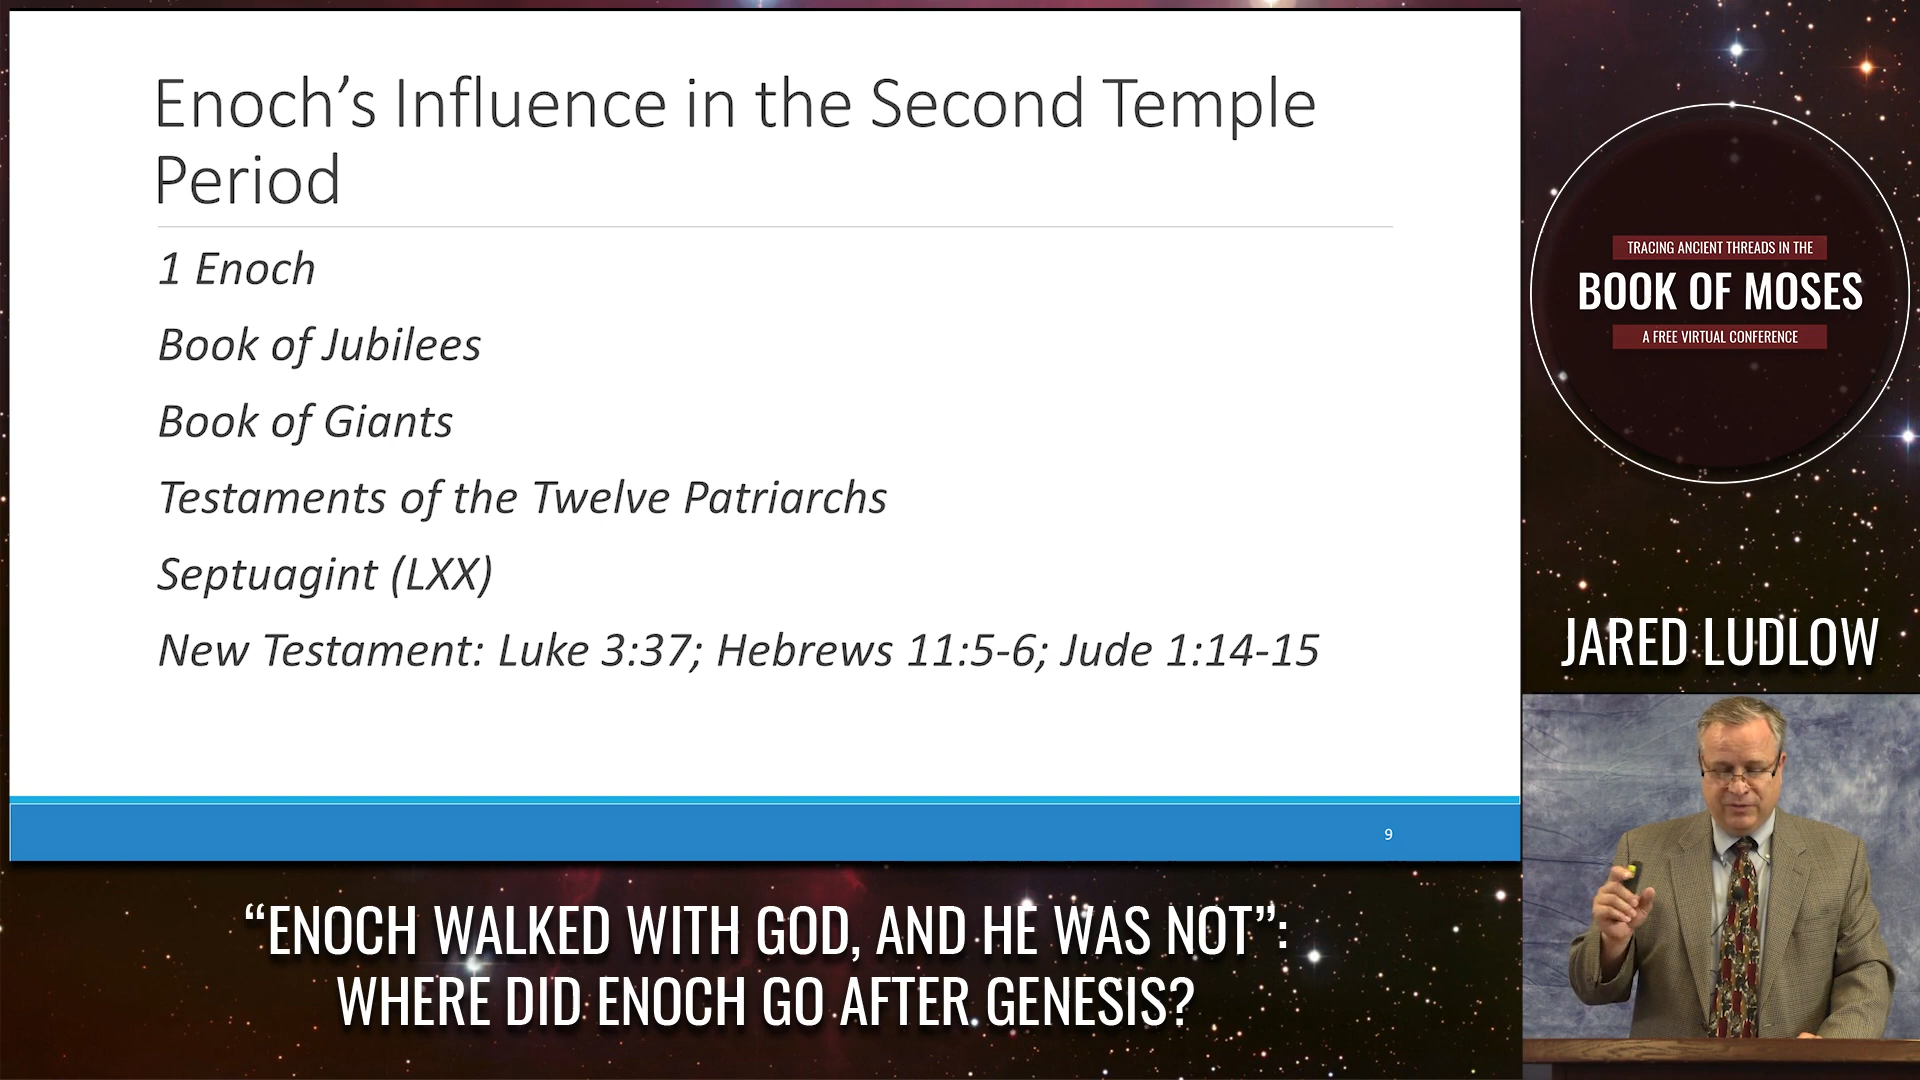 Enoch’s Influence in the Second Temple
Period
1 Enoch
Book of Jubilees
Book of Giants
Testaments of the Twelve Patriarchs
Septuagint (LXX)
New Testament: Luke 3:37; Hebrews 11:5-6; Jude 1:14-15
9
TRACING ANCIENT THREADS IN THE
BOOK OF MOSES
A FREE VIRTUAL CONFERENCE
JARED LUDLOW
“ENOCH WALKED WITH GOD, AND HE WAS NOT”:
WHERE DID ENOCH GO AFTER GENESIS?